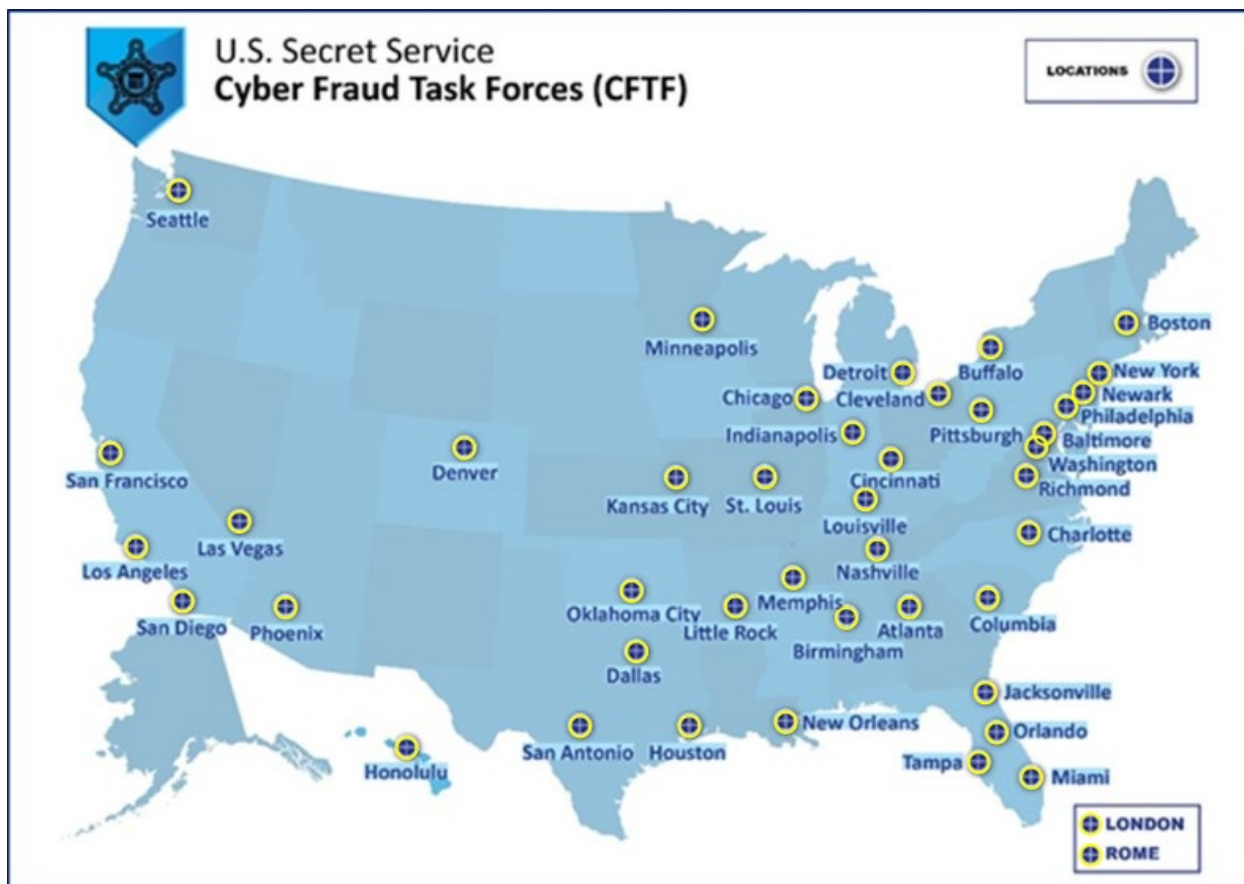 U.S. Secret Service
Cyber Fraud Task Forces (CFTF)
LOCATIONS
Seattle
Minneapolis
Boston
Detroit
Buffalo
New York
Chicago
Cleveland
Newark
Philadelphia
Indianapolis
Pittsburgh
Baltimore
Washington
San Francisco
Denver
Cincinnati
Kansas City
St. Louis
Richmond
Louisville
Las Vegas
Charlotte
Los Angeles
Nashville
San Diego
Phoenix
Oklahoma City
Little Rock
Memphis
Birmingham
Atlanta
Columbia
Dallas
Jacksonville
San Antonio
Houston
New Orleans
Orlando
Honolulu
Tampa
Miami
LONDON
ROME